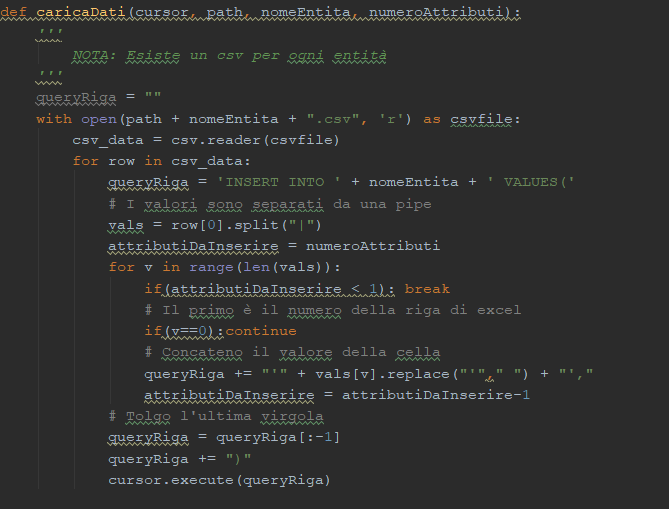 def caricaDati(cursor, path, nomeEntita, numeroAttributi):
    '''
        NOTA: Esiste un csv per ogni entità
    '''
    queryRiga = ""
    with open(path + nomeEntita + ".csv", 'r') as csvfile:
        csv_data = csv.reader(csvfile)
        for row in csv_data:
            queryRiga = 'INSERT INTO ' + nomeEntita + ' VALUES('
            # I valori sono separati da una pipe
            vals = row[0].split("|")
            attributiDaInserire = numeroAttributi
            for v in range(len(vals)):
                if(attributiDaInserire < 1): break
                # Il primo è il numero della riga di excel
                if(v==0):continue
                # Concateno il valore della cella
                queryRiga += "'" + vals[v].replace("'"," ") + "',"
                attributiDaInserire = attributiDaInserire-1
            # Tolgo l'ultima virgola
            queryRiga = queryRiga[:-1]
            queryRiga += ")"
            cursor.execute(queryRiga)